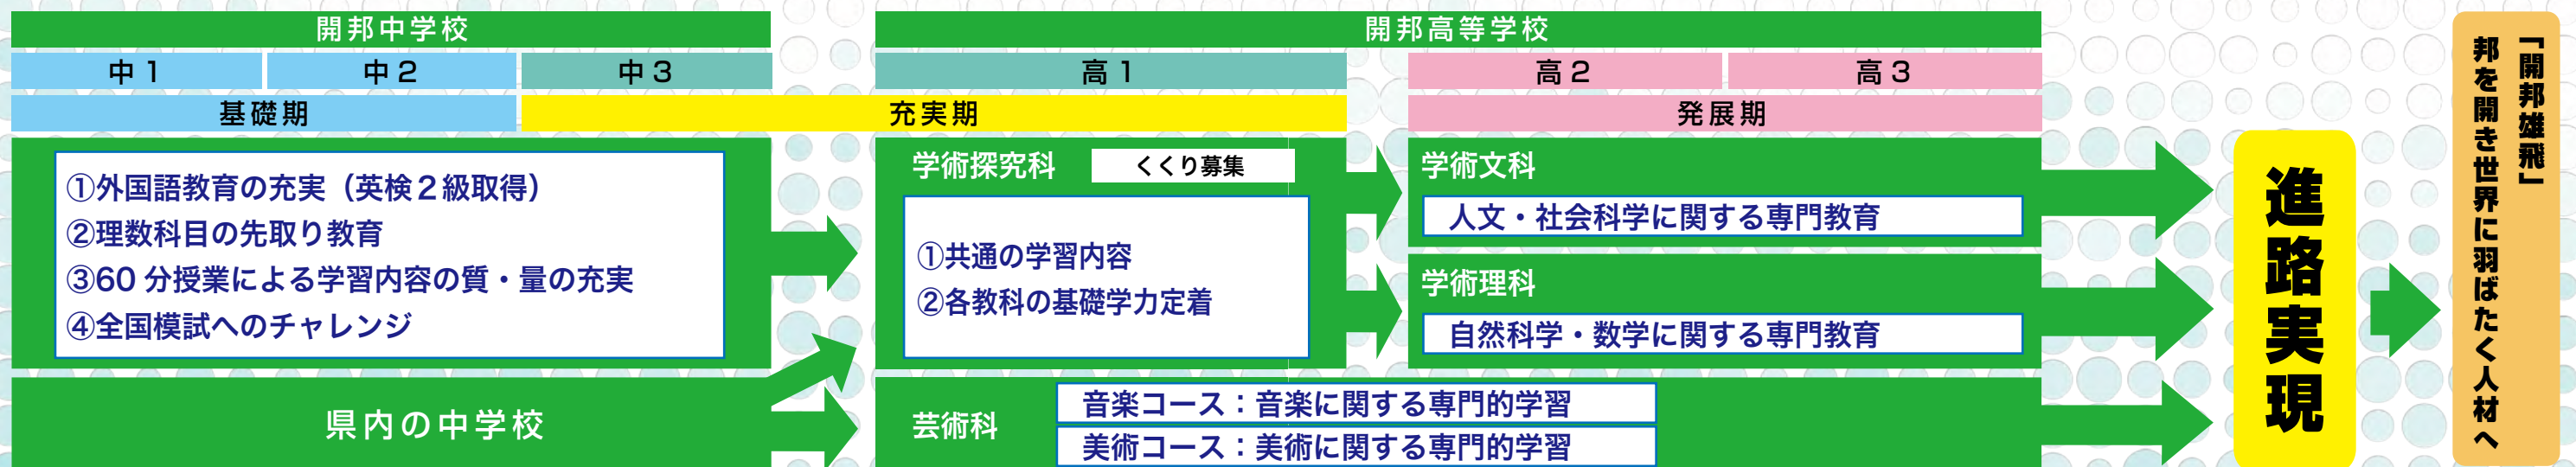 開邦中学校
中1
中2
中3
基礎期
開邦高等学校
高1
高2
高3
充実期
発展期
①外国語教育の充実（英検２級取得）
②理数科目の先取り教育
③60 分授業による学習内容の質・量の充実
④全国模試へのチャレンジ
県内の中学校
学術探究科
くくり募集
①共通の学習内容
②各教科の基礎学力定着
学術文科
人文・社会科学に関する専門教育
学術理科
自然科学・数学に関する専門教育
芸術科
音楽コース：音楽に関する専門的学習
美術コース：美術に関する専門的学習
進路実現
「開邦雄飛」
邦を開き世界に羽ばたく人材へ